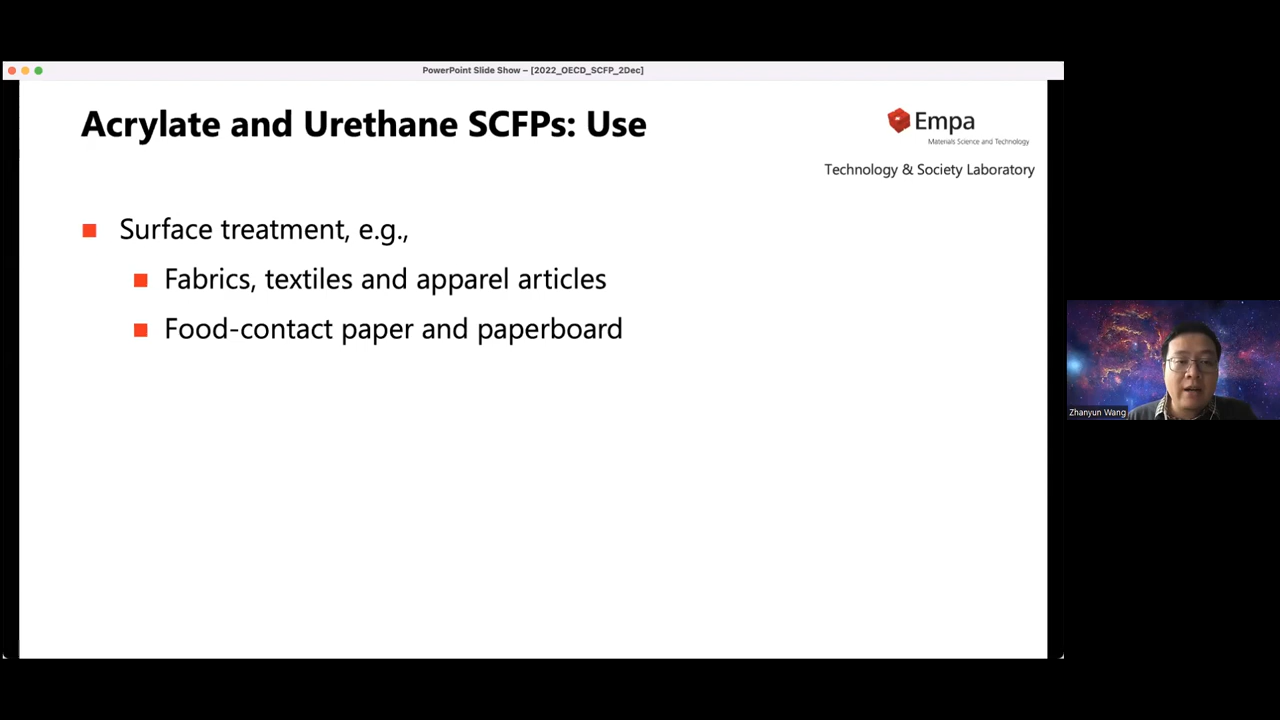 PowerPoint Slide Show – [2022_OECD_SCFP_2Dec]
Acrylate and Urethane SCFPs: Use
Empa
Materials Science and Technology
Technology & Society Laboratory
Surface treatment, e.g.,
Fabrics, textiles and apparel articles
Food-contact paper and paperboard
Zhanyun Wang